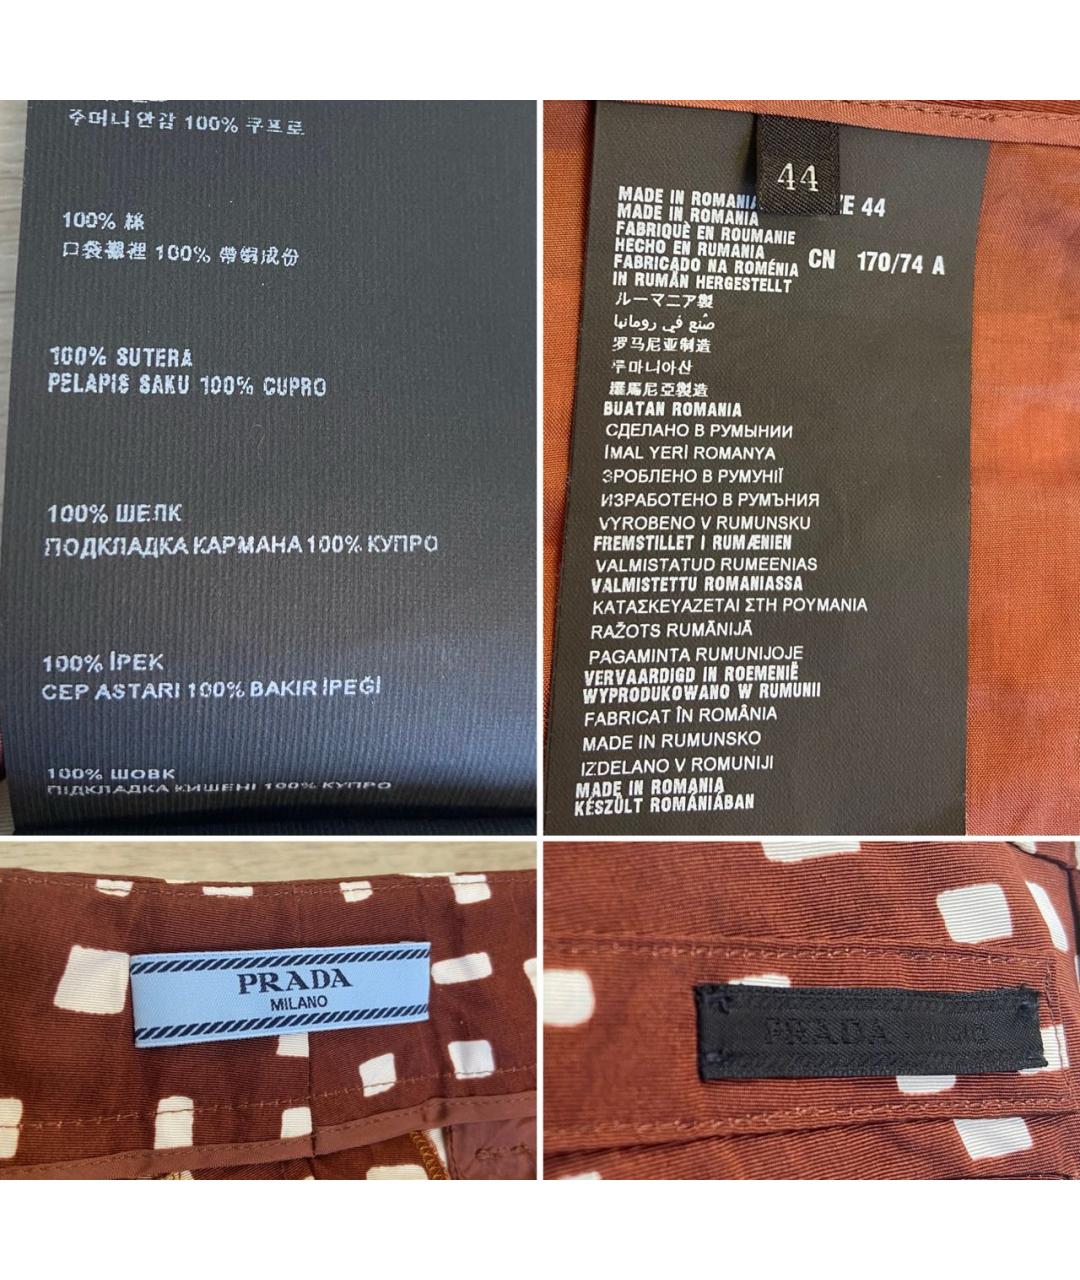 주머니 안감 100% 쿠프로
100% 絲
口袋襯裡 100%
100% SUTERA
PELAPIS SAKU 100% CUPRO
100% ШЕЛК
ПОДКЛАДКА КАРМАНА 100% КУПРО
100% İPEK
CEP ASTARI 100% BAKIR İPEĞİ
100% ШОВК
ПІДКЛАДКА КИШЕНІ 100% КУПРО
44
MADE IN ROMANIA
MADE IN ROMANIA
FABRIQUÈ EN ROUMANIE
HECHO EN RUMANIA
FABRICADO NA ROMÉNIA
IN RUMÄN HERGESTELLT
44
CN 170/74 A
ルーマニア製
صنع في رومانيا
罗马尼亚制造
루마니아산
羅馬尼亞製造
BUATAN ROMANIA
СДЕЛАНО В РУМЫНИИ
İMAL YERİ ROMANYA
ЗРОБЛЕНО В РУМУНІЇ
ИЗРАБОТЕНО В РУМЪНИЯ
VYROBENO V RUMUNSKU
FREMSTILLET I RUMÆNIEN
VALMISTATUD RUMEENIAS
VALMISTETTU ROMANIASSA
ΚΑΤΑΣΚΕΥΑΖΕΤΑΙ ΣΤΗ ΡΟΥΜΑΝΙΑ
RAŽOTS RUMĀNIJĀ
PAGAMINTA RUMUNIJOJE
VERVAARDIGD IN ROEMENIË
WYPRODUKOWANO W RUMUNII
FABRICAT ÎN ROMÂNIA
MADE IN RUMUNSKO
IZDELANO V ROMUNIJI
MADE IN ROMANIA
KÉSZÜLT ROMÁNIÁBAN
PRADA
MILANO
PRADA